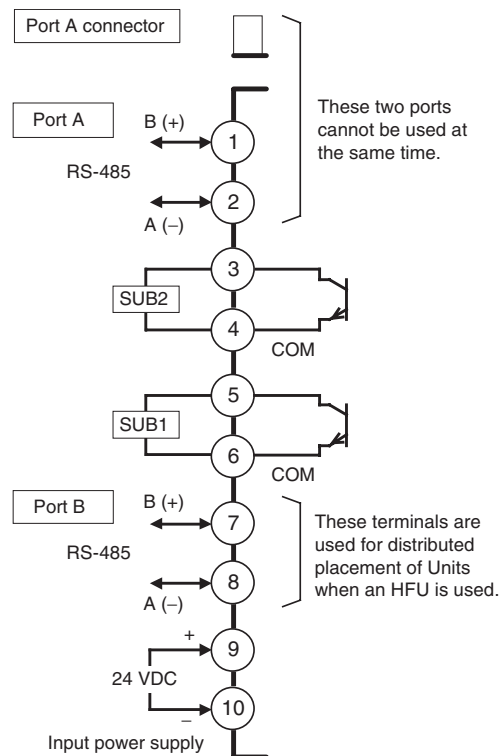 Port A connector
These two ports
cannot be used at
the same time.
Port A
B (+)
1
RS-485
2
A (−)
3
SUB2
4
COM
5
SUB1
6
COM
Port B
B (+)
7
RS-485
These terminals are
used for distributed
placement of Units
when an HFU is used.
8
A (−)
+
9
24 VDC
−
10
Input power supply